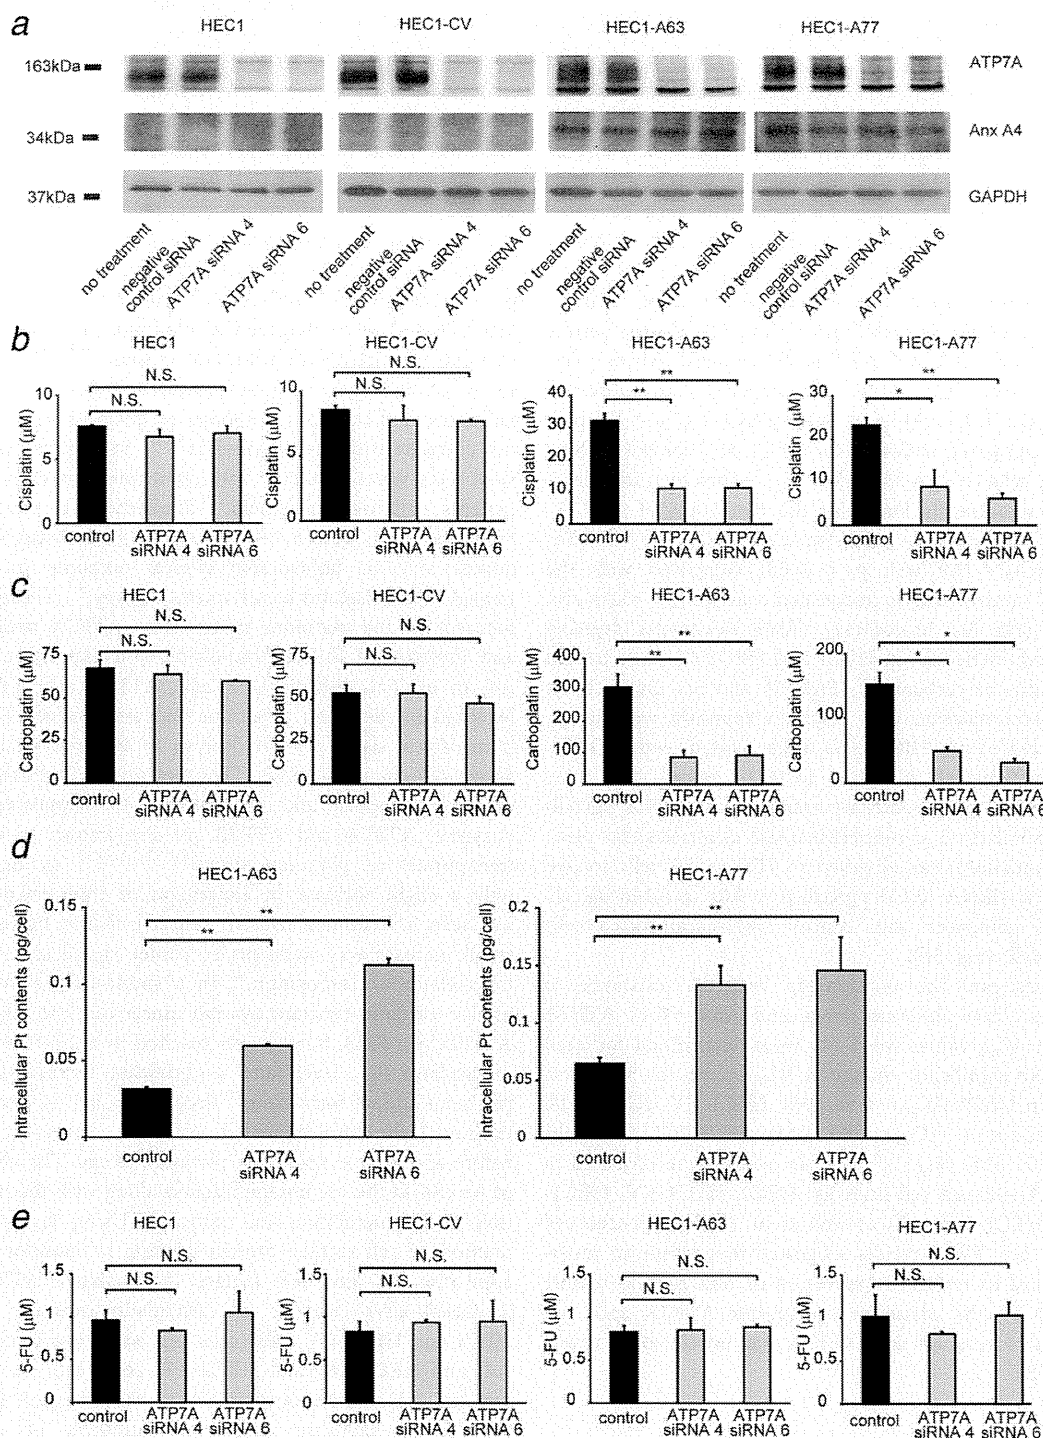 a
HEC1 HEC1-CV HEC1-A63 HEC1-A77
163kDa ATP7A
34kDa Anx A4
37kDa GAPDH
no treatment
negative control siRNA
ATP7A siRNA 4
ATP7A siRNA 6
no treatment
negative control siRNA
ATP7A siRNA 4
ATP7A siRNA 6
no treatment
negative control siRNA
ATP7A siRNA 4
ATP7A siRNA 6
no treatment
negative control siRNA
ATP7A siRNA 4
ATP7A siRNA 6
b
HEC1
Cisplatin (μM)
10
5
0
N.S.
N.S.
control ATP7A siRNA 4 ATP7A siRNA 6
HEC1-CV
Cisplatin (μM)
10
5
0
N.S.
N.S.
control ATP7A siRNA 4 ATP7A siRNA 6
HEC1-A63
Cisplatin (μM)
40
30
20
10
0
**
**
control ATP7A siRNA 4 ATP7A siRNA 6
HEC1-A77
Cisplatin (μM)
30
20
10
0
**
*
control ATP7A siRNA 4 ATP7A siRNA 6
c
HEC1
Carboplatin (μM)
75
50
25
0
N.S.
N.S.
control ATP7A siRNA 4 ATP7A siRNA 6
HEC1-CV
Carboplatin (μM)
75
50
25
0
N.S.
N.S.
control ATP7A siRNA 4 ATP7A siRNA 6
HEC1-A63
Carboplatin (μM)
400
300
200
100
0
**
**
control ATP7A siRNA 4 ATP7A siRNA 6
HEC1-A77
Carboplatin (μM)
200
100
0
*
*
control ATP7A siRNA 4 ATP7A siRNA 6
d
HEC1-A63
Intracellular Pt contents (pg/cell)
0.15
0.1
0.05
0
**
**
control ATP7A siRNA 4 ATP7A siRNA 6
HEC1-A77
Intracellular Pt contents (pg/cell)
0.2
0.15
0.1
0.05
0
**
**
control ATP7A siRNA 4 ATP7A siRNA 6
e
HEC1
5-FU (μM)
1.5
1
0.5
0
N.S.
N.S.
control ATP7A siRNA 4 ATP7A siRNA 6
HEC1-CV
5-FU (μM)
1.5
1
0.5
0
N.S.
N.S.
control ATP7A siRNA 4 ATP7A siRNA 6
HEC1-A63
5-FU (μM)
1.5
1
0.5
0
N.S.
N.S.
control ATP7A siRNA 4 ATP7A siRNA 6
HEC1-A77
5-FU (μM)
1.5
1
0.5
0
N.S.
N.S.
control ATP7A siRNA 4 ATP7A siRNA 6